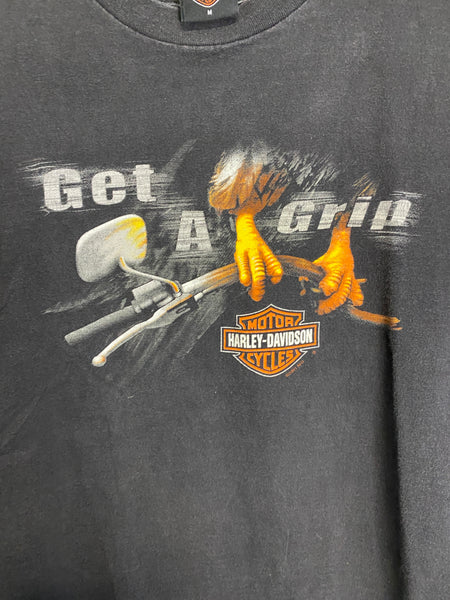 M
Get
A
Grip
MOTOR
HARLEY-DAVIDSON
CYCLES